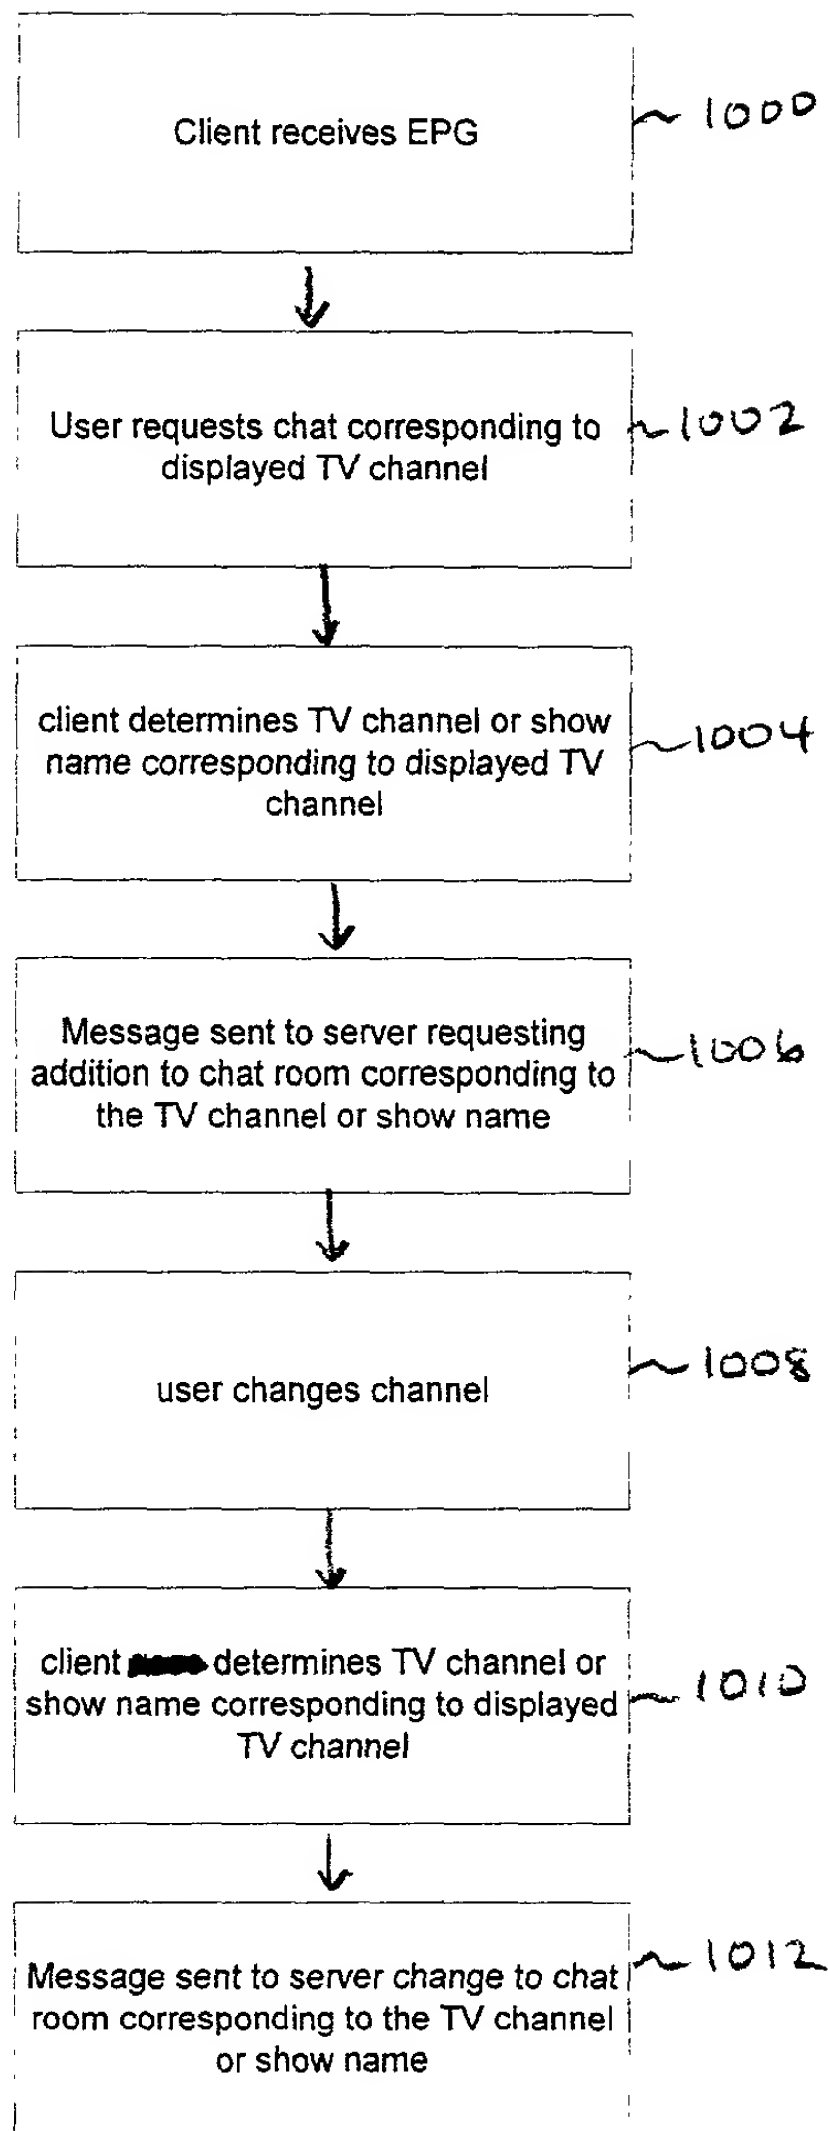 Client receives EPG
1000
User requests chat corresponding to
displayed TV channel
1002
client determines TV channel or show
name corresponding to displayed TV
channel
1004
Message sent to server requesting
addition to chat room corresponding to
the TV channel or show name
1006
user changes channel
1008
client determines TV channel or
show name corresponding to displayed
TV channel
1010
Message sent to server change to chat
room corresponding to the TV channel
or show name
1012